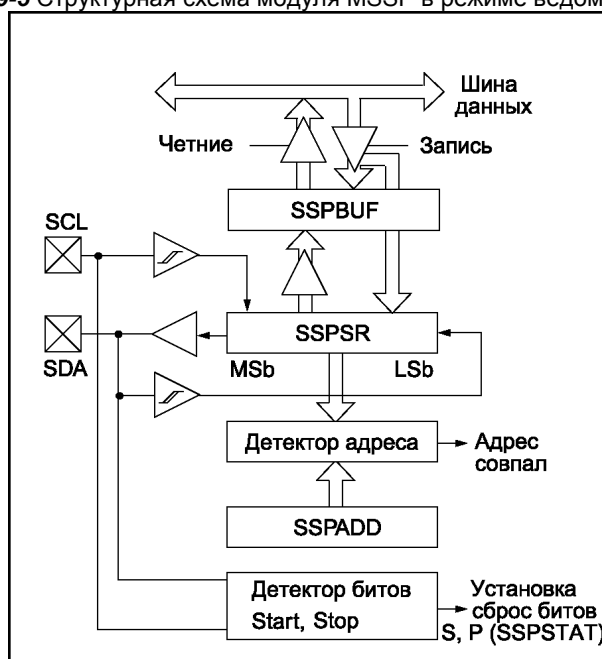 9-5 Структурная схема модуля MSSP в режиме ведом
Шина
данных
Четние
Запись
SSPBUF
SCL
SSPSR
SDA
MSb
LSb
Детектор адреса
Адрес
совпал
SSPADD
Детектор битов
Start, Stop
Установка
сброс битов
S, P (SSPSTAT)